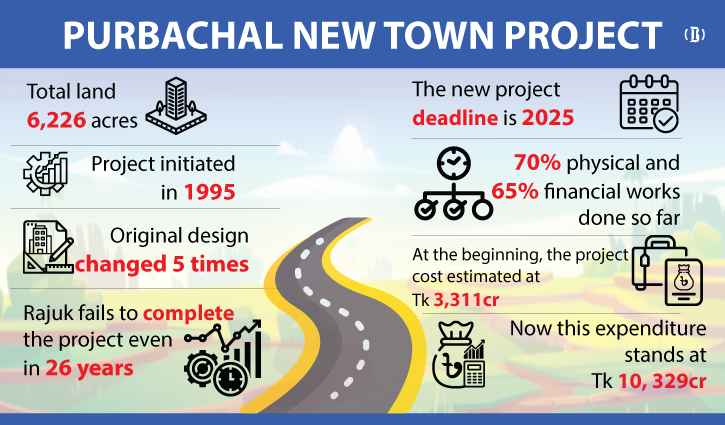 PURBACHAL NEW TOWN PROJECT
Total land
6,226 acres
Project initiated
in 1995
Original design
changed 5 times
Rajuk fails to complete
the project even
in 26 years
The new project
deadline is 2025
70% physical and
65% financial works
done so far
At the beginning, the project
cost estimated at
Tk 3,311cr
Now this expenditure
stands at
Tk 10, 329cr